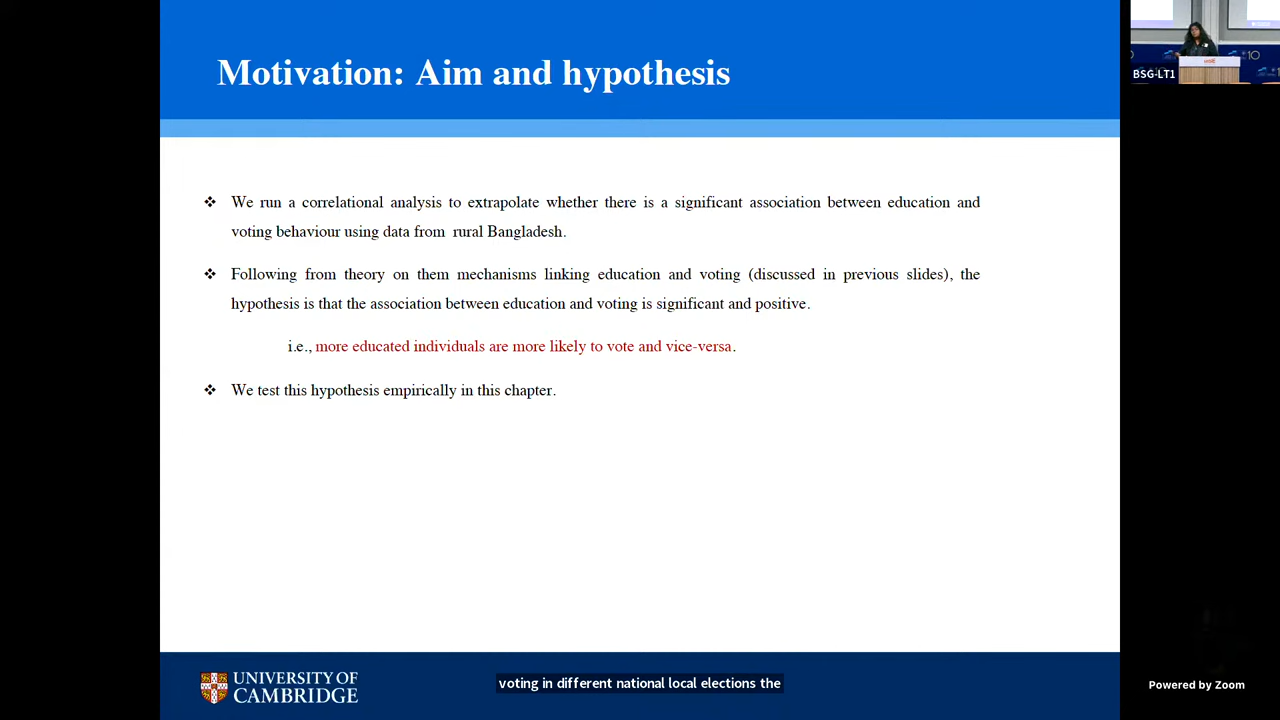 Motivation: Aim and hypothesis
BSG-LT1
❖ We run a correlational analysis to extrapolate whether there is a significant association between education and
voting behaviour using data from rural Bangladesh.
❖ Following from theory on them mechanisms linking education and voting (discussed in previous slides), the
hypothesis is that the association between education and voting is significant and positive.
i.e., more educated individuals are more likely to vote and vice-versa.
❖ We test this hypothesis empirically in this chapter.
UNIVERSITY OF
CAMBRIDGE
voting in different national local elections the
Powered by Zoom